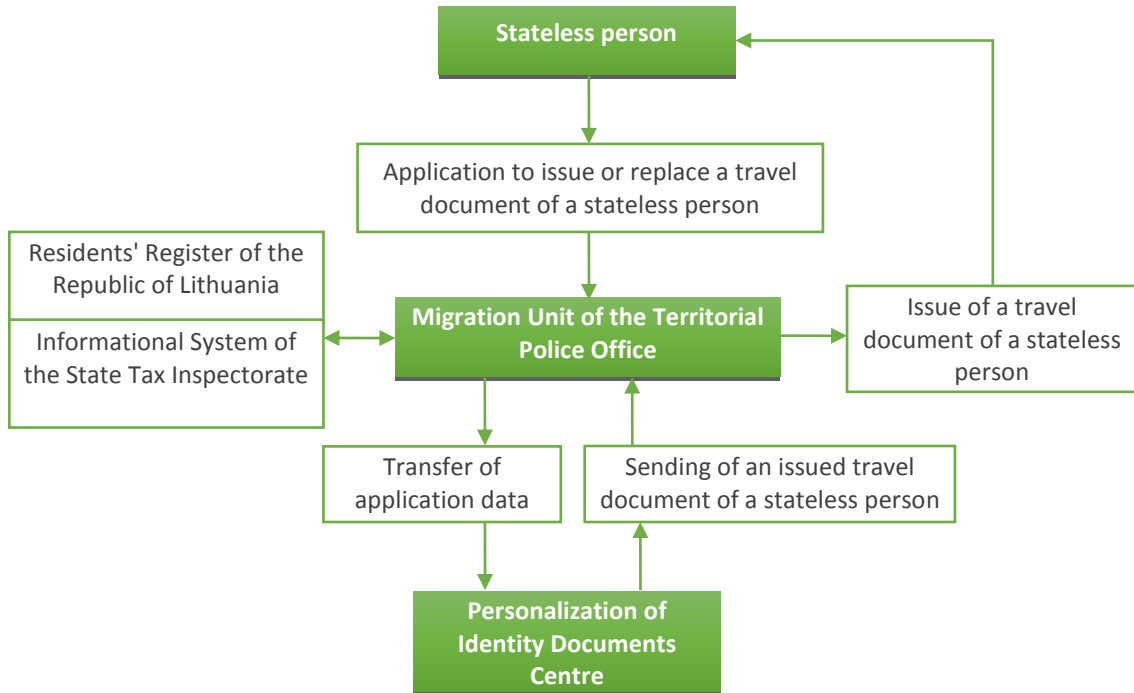 Stateless person
Application to issue or replace a travel
document of a stateless person
Residents' Register of the
Republic of Lithuania
Informational System of
the State Tax Inspectorate
Migration Unit of the Territorial
Police Office
Issue of a travel
document of a stateless
person
Transfer of
application data
Sending of an issued travel
document of a stateless person
Personalization of
Identity Documents
Centre